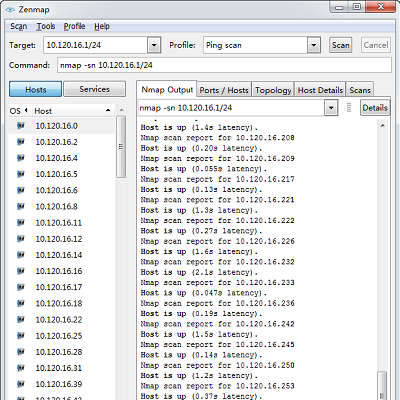 Zenmap
Scan Tools Profile Help
Target: 10.120.16.1/24 Profile: Ping scan Scan Cancel
Command: nmap -sn 10.120.16.1/24
Hosts Services
OS Host
10.120.16.0
10.120.16.2
10.120.16.4
10.120.16.5
10.120.16.6
10.120.16.8
10.120.16.11
10.120.16.12
10.120.16.14
10.120.16.16
10.120.16.17
10.120.16.18
10.120.16.22
10.120.16.25
10.120.16.28
10.120.16.31
10.120.16.39
Nmap Output Ports / Hosts Topology Host Details Scans
nmap -sn 10.120.16.1/24 Details
Host is up (1.4s latency).
Nmap scan report for 10.120.16.208
Host is up (0.20s latency).
Nmap scan report for 10.120.16.209
Host is up (0.055s latency).
Nmap scan report for 10.120.16.217
Host is up (0.13s latency).
Nmap scan report for 10.120.16.221
Host is up (1.3s latency).
Nmap scan report for 10.120.16.222
Host is up (0.27s latency).
Nmap scan report for 10.120.16.226
Host is up (1.6s latency).
Nmap scan report for 10.120.16.232
Host is up (2.1s latency).
Nmap scan report for 10.120.16.233
Host is up (0.047s latency).
Nmap scan report for 10.120.16.236
Host is up (0.19s latency).
Nmap scan report for 10.120.16.242
Host is up (1.5s latency).
Nmap scan report for 10.120.16.245
Host is up (0.14s latency).
Nmap scan report for 10.120.16.250
Host is up (1.2s latency).
Nmap scan report for 10.120.16.253
Host is up (0.37s latency).